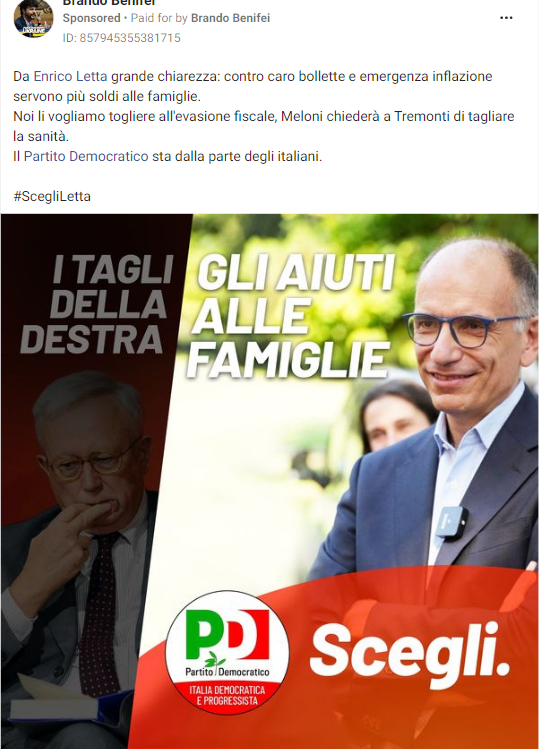 Brando Benifei
Sponsored • Paid for by Brando Benifei
ID: 857945355381715
Da Enrico Letta grande chiarezza: contro caro bollette e emergenza inflazione
servono più soldi alle famiglie.
Noi li vogliamo togliere all'evasione fiscale, Meloni chiederà a Tremonti di tagliare
la sanità.
Il Partito Democratico sta dalla parte degli italiani.
#ScegliLetta
I TAGLI
DELLA
DESTRA
GLI AIUTI
ALLE
FAMIGLIE
PD
Partito Democratico
ITALIA DEMOCRATICA
E PROGRESSISTA
Scegli.